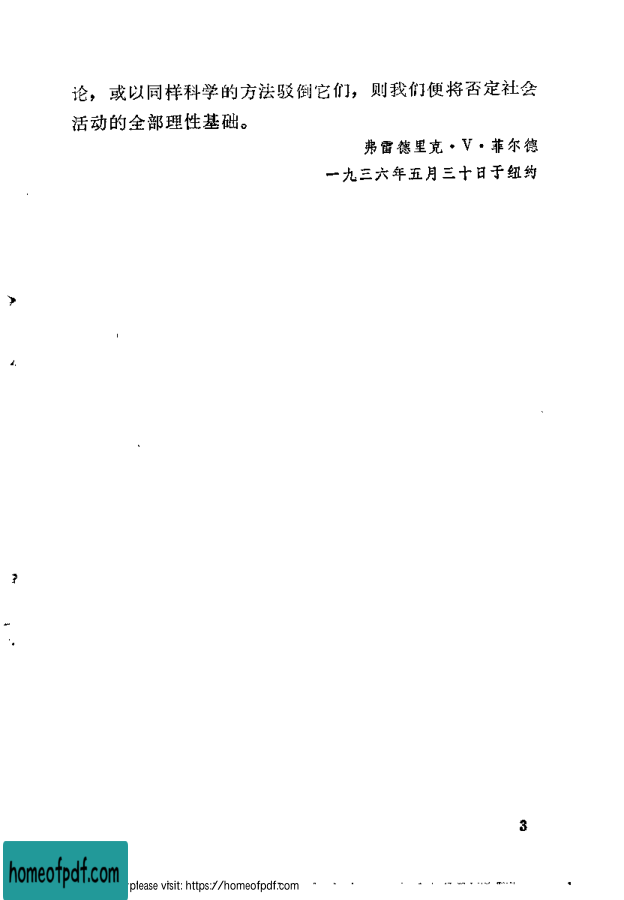 论，或以同样科学的方法驳倒它们，则我们便将否定社会
活动的全部理性基础。
弗雷德里克·V·菲尔德
一九三六年五月三十日于纽约
3
homeofpdf.com
please visit: https://homeofpdf.com